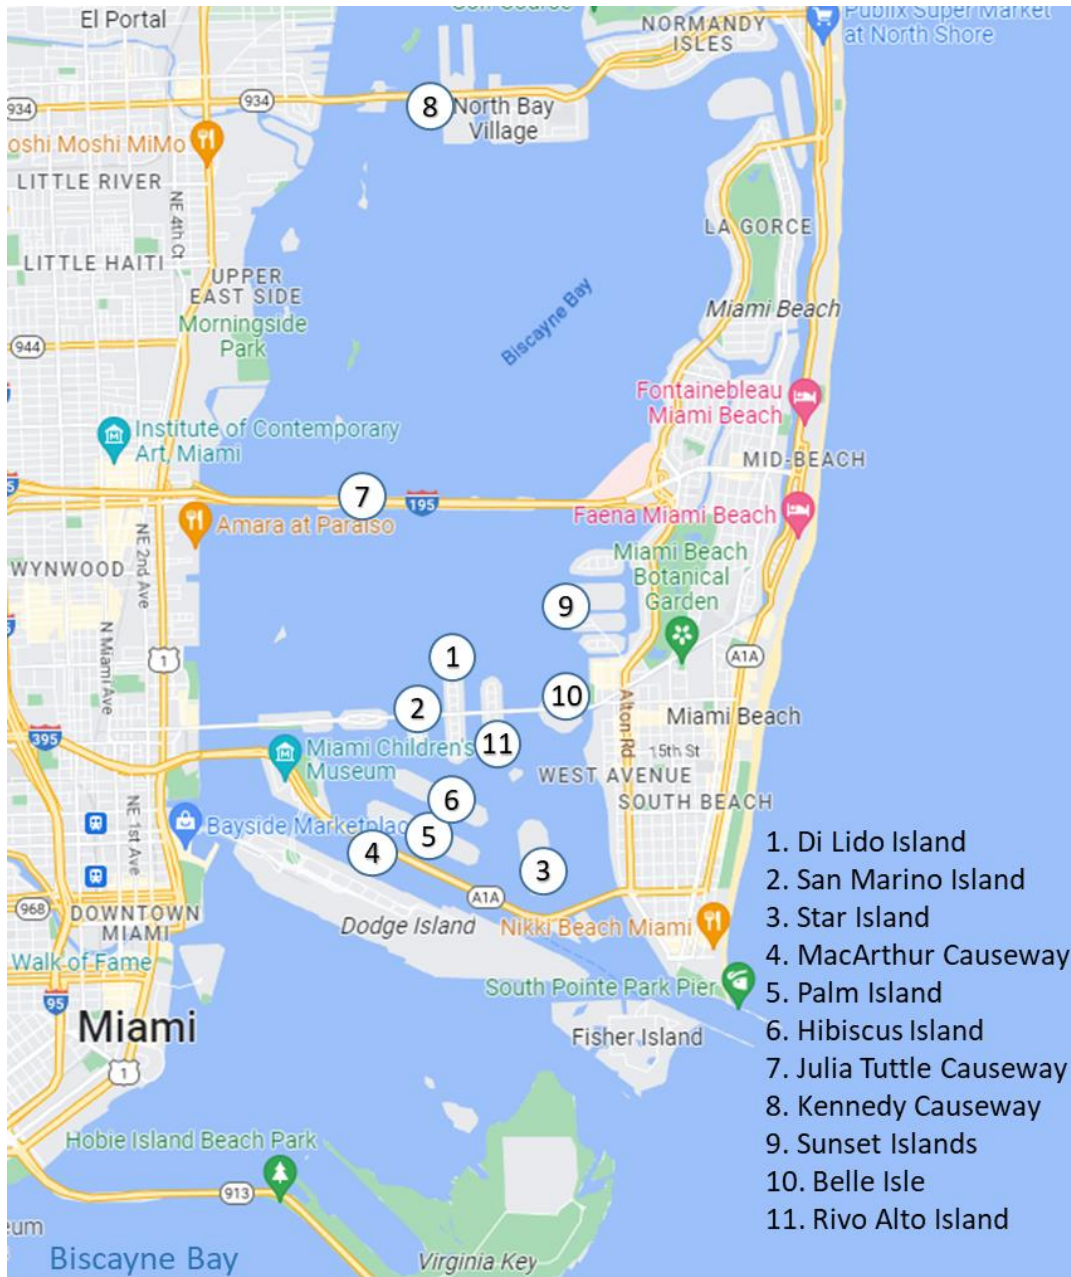 El Portal
NORMANDY
ISLES
Publix Super Market
at North Shore
934
934
8
North Bay
Village
oshi Moshi MiMo
LITTLE RIVER
NE 4th Ct
LA GORCE
LITTLE HAITI
UPPER
EAST SIDE
Morningside
Park
Biscayne Bay
Miami Beach
944
Fontainebleau
Miami Beach
Institute of Contemporary
Art, Miami
MID-BEACH
7
195
Faena Miami Beach
Amara at Paraiso
NE 2nd Ave
WYNWOOD
Miami Beach
Botanical
Garden
9
N Miami Ave
1
1
A1A
2
10
Alton Rd
Miami Beach
395
11
15th St
Miami Children's
Museum
WEST AVENUE
SOUTH BEACH
NE 1st Ave
6
Bayside Marketplac
5
4
3
A1A
968
DOWNTOWN
MIAMI
Dodge Island
Nikki Beach Miami
Walk of Fame
95
South Pointe Park Pier
Miami
Fisher Island
1
Hobie Island Beach Park
913
eum
Biscayne Bay
Virginia Key
1. Di Lido Island
2. San Marino Island
3. Star Island
4. MacArthur Causeway
5. Palm Island
6. Hibiscus Island
7. Julia Tuttle Causeway
8. Kennedy Causeway
9. Sunset Islands
10. Belle Isle
11. Rivo Alto Island